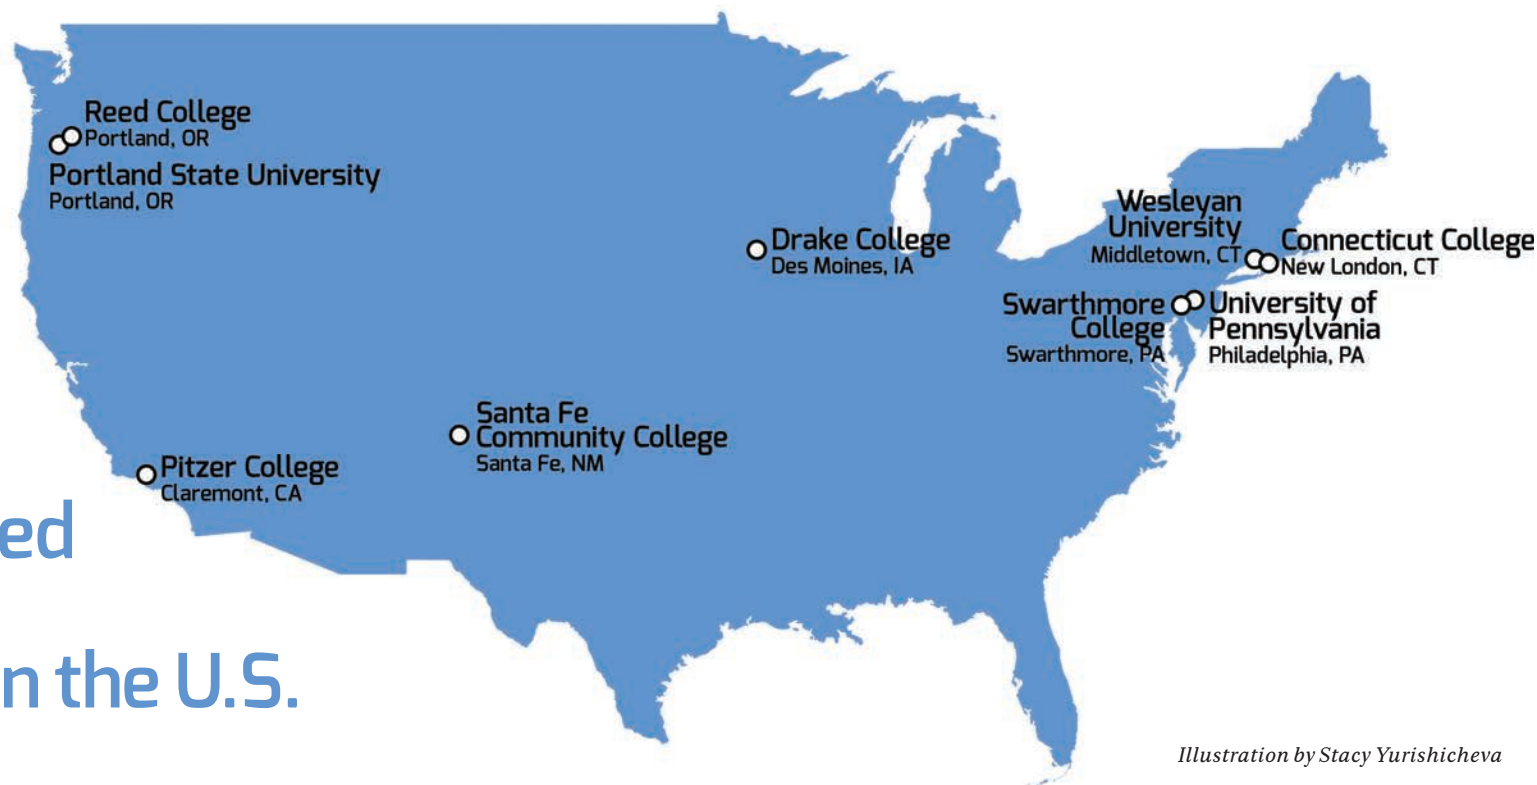 Reed College
Portland, OR
Portland State University
Portland, OR
Wesleyan
University
Middletown, CT
Connecticut College
New London, CT
Drake College
Des Moines, IA
Swarthmore
College
Swarthmore, PA
University of
Pennsylvania
Philadelphia, PA
Santa Fe
Community College
Santa Fe, NM
Pitzer College
Claremont, CA
ed
n the U.S.
Illustration by Stacy Yurishicheva